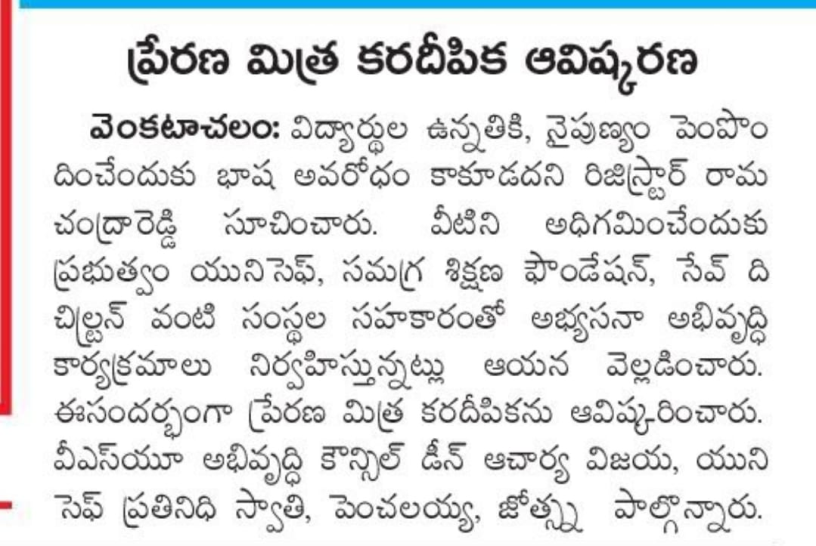 ప్రేరణ మిత్ర కరదీపిక ఆవిష్కరణ
వెంకటాచలం: విద్యార్థుల ఉన్నతికి, నైపుణ్యం పెంపొం
దించేందుకు భాష అవరోధం కాకూడదని రిజిస్ట్రార్ రామ
చంద్రారెడ్డి సూచించారు. వీటిని అధిగమించేందుకు
ప్రభుత్వం యునిసెఫ్, సమగ్ర శిక్షణ ఫౌండేషన్, సేవ్ ది
చిల్డ్రన్ వంటి సంస్థల సహకారంతో అభ్యసనా అభివృద్ధి
కార్యక్రమాలు నిర్వహిస్తున్నట్లు ఆయన వెల్లడించారు.
ఈసందర్భంగా ప్రేరణ మిత్ర కరదీపికను ఆవిష్కరించారు.
వీఎస్‌యూ అభివృద్ధి కౌన్సిల్ డీన్ ఆచార్య విజయ, యుని
సెఫ్ ప్రతినిధి స్వాతి, పెంచలయ్య, జోత్స్న పాల్గొన్నారు.